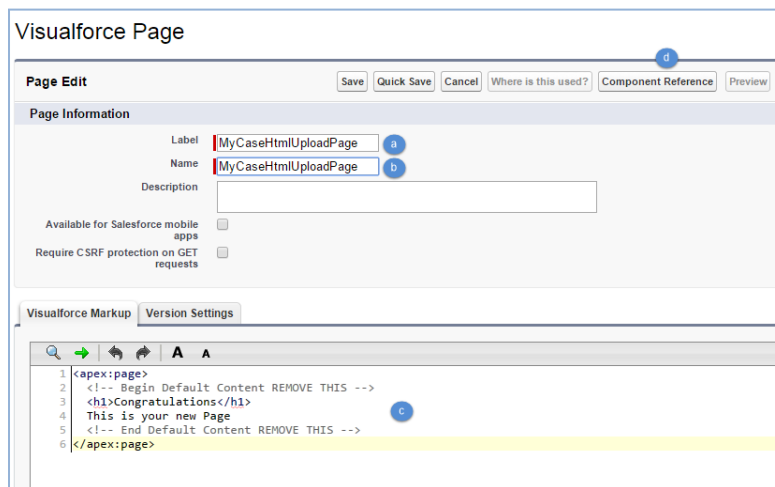 Visualforce Page
d
Page Edit Save Quick Save Cancel Where is this used? Component Reference Preview
Page Information
Label MyCaseHtmlUploadPage a
Name MyCaseHtmlUploadPage b
Description
Available for Salesforce mobile
apps
Require CSRF protection on GET
requests
Visualforce Markup Version Settings
A A
1 <apex:page>
2 <!-- Begin Default Content REMOVE THIS -->
3 <h1>Congratulations</h1>
4 This is your new Page c
5 <!-- End Default Content REMOVE THIS -->
6 </apex:page>